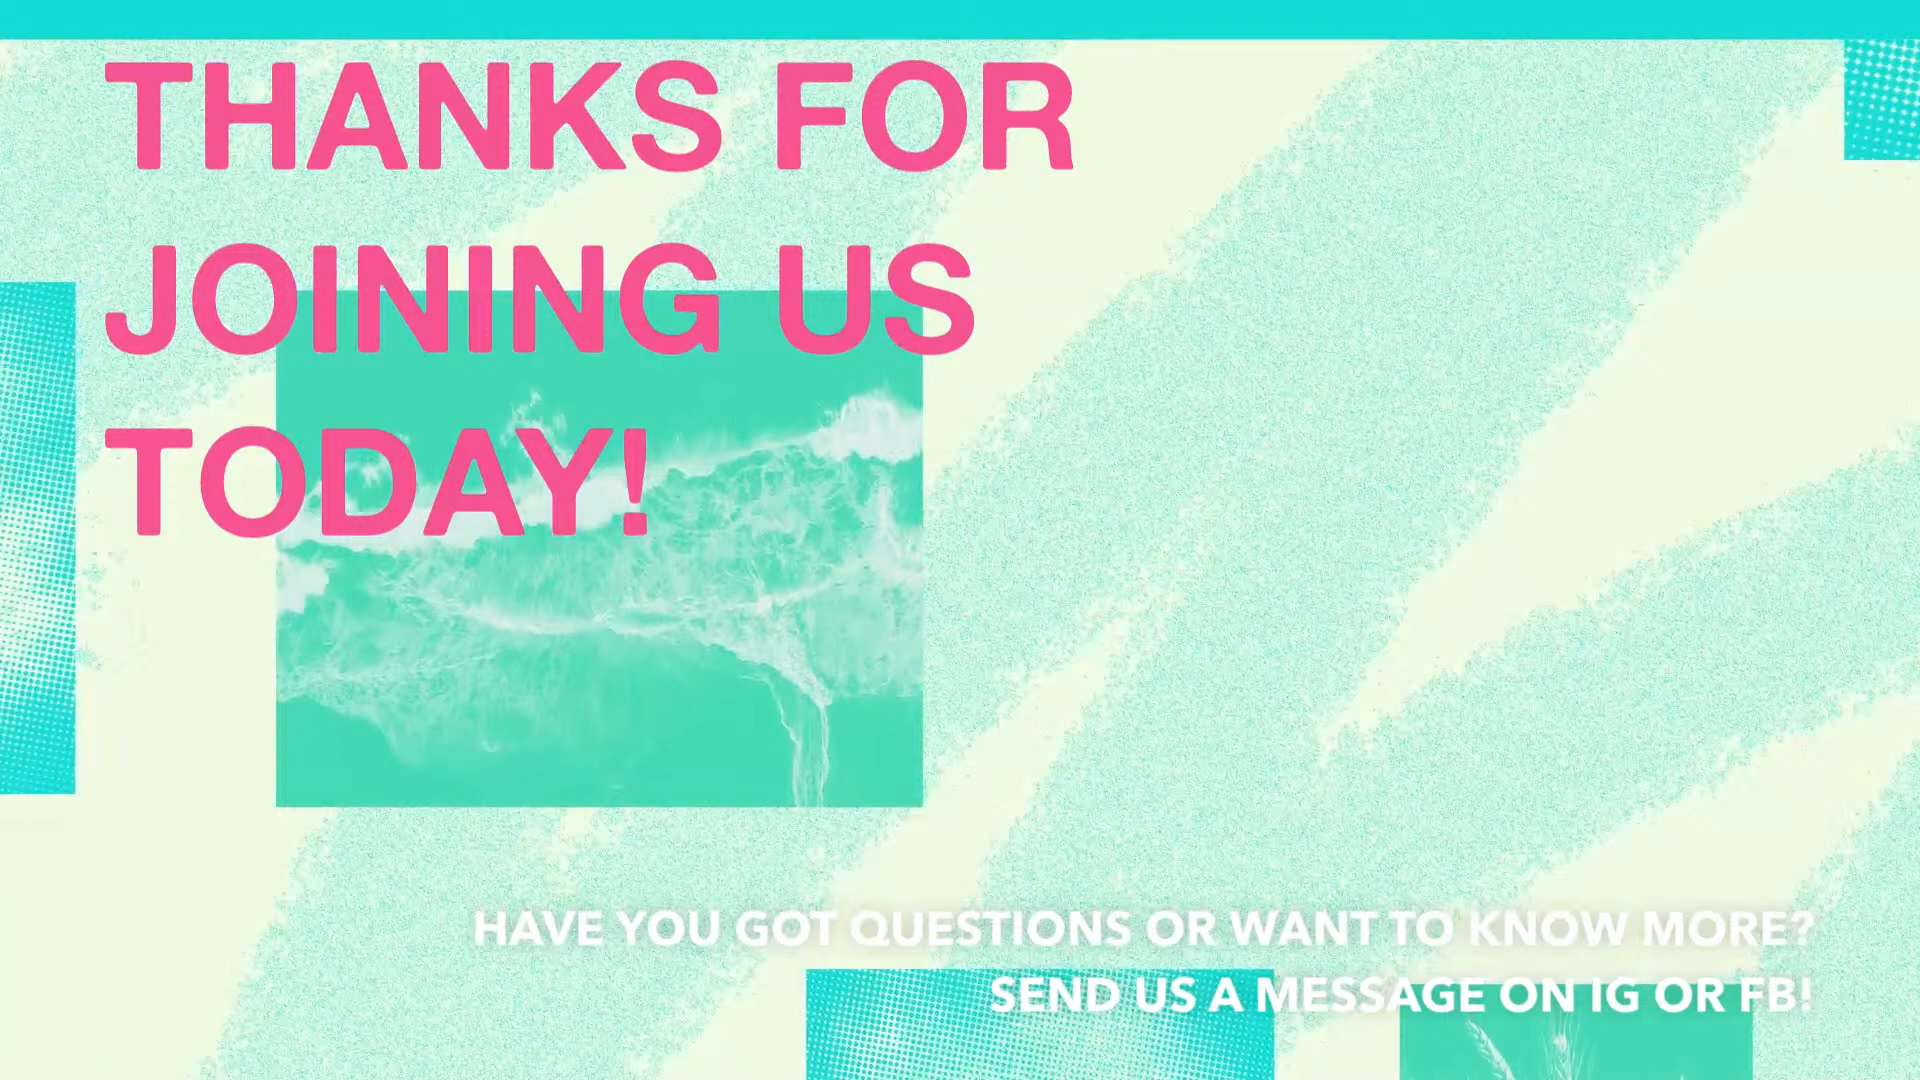 THANKS FOR
JOINING US
TODAY!
HAVE YOU GOT QUESTIONS OR WANT TO KNOW MORE?
SEND US A MESSAGE ON IG OR FB!